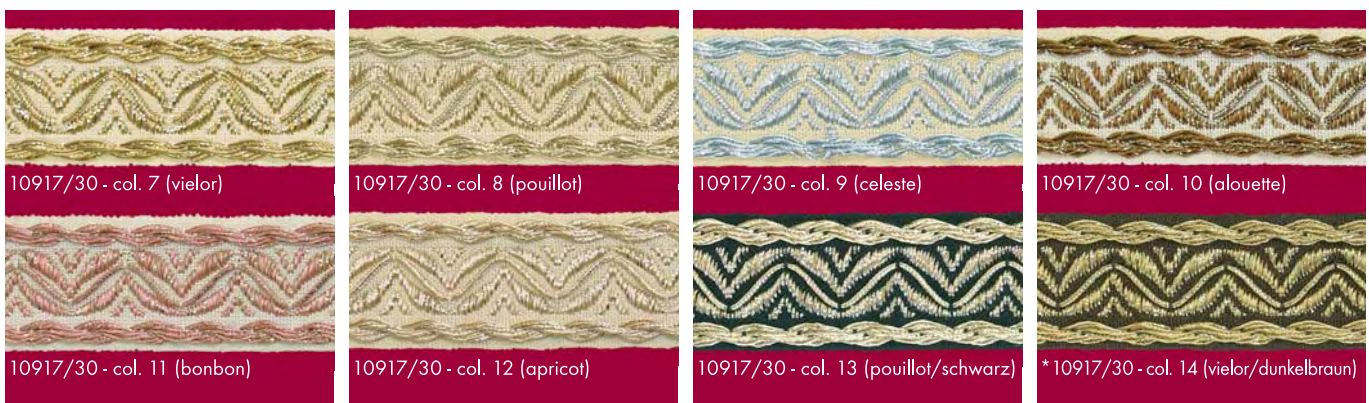 10917/30 - col. 7 (vielor)
10917/30 - col. 8 (pouillot)
10917/30 - col. 9 (celeste)
10917/30 - col. 10 (alouette)
10917/30 - col. 11 (bonbon)
10917/30 - col. 12 (apricot)
10917/30 - col. 13 (pouillot/schwarz)
*10917/30 - col. 14 (vielor/dunkelbraun)